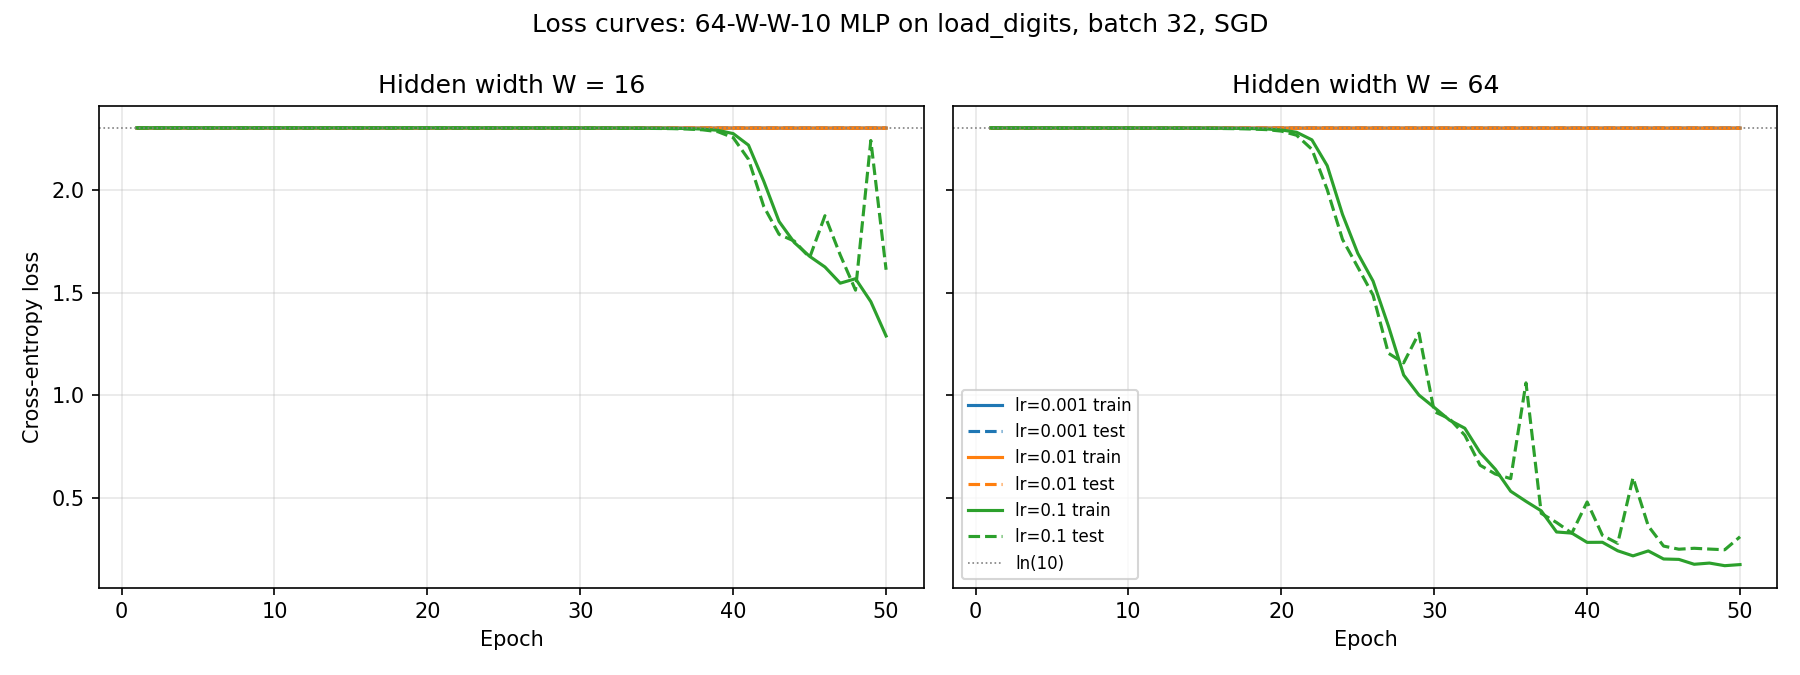 Loss curves: 64-W-W-10 MLP on load_digits, batch 32, SGD
Hidden width W = 16
Cross-entropy loss
2.0
1.5
1.0
0.5
0 10 20 30 40 50
Epoch
Hidden width W = 64
lr=0.001 train
lr=0.001 test
lr=0.01 train
lr=0.01 test
lr=0.1 train
lr=0.1 test
ln(10)
0 10 20 30 40 50
Epoch